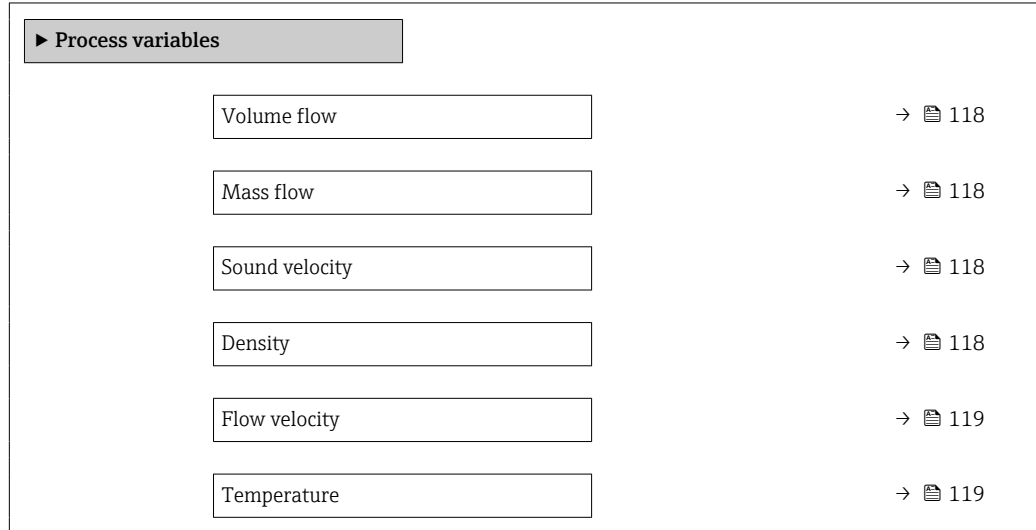 ▶ Process variables
Volume flow → 118
Mass flow → 118
Sound velocity → 118
Density → 118
Flow velocity → 119
Temperature → 119